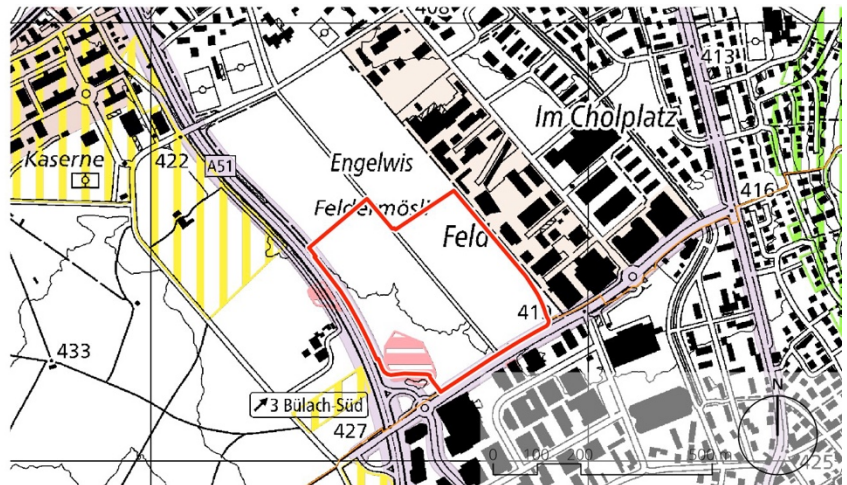 408
413
Im Cholplatz
Kaserne
422
A51
Engelwis
416
Feldermösli
Feld
433
3 Bülach-Süd
427
N
0 100 200 500 m
425